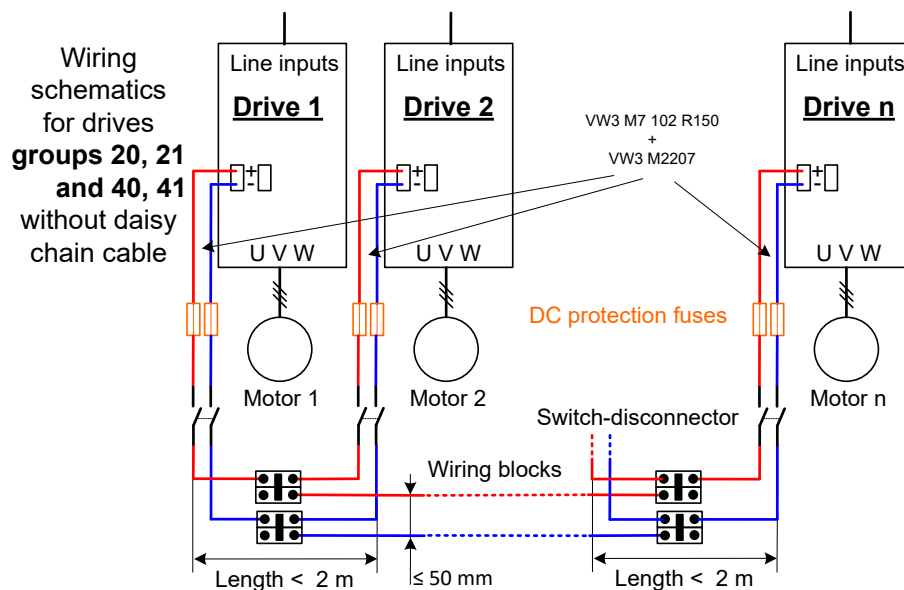 Wiring
schematics
for drives
groups 20, 21
and 40, 41
without daisy
chain cable
Line inputs
Drive 1
+
-
U V W
Motor 1
Line inputs
Drive 2
+
-
U V W
Motor 2
VW3 M7 102 R150
+
VW3 M2207
Line inputs
Drive n
+
-
U V W
Motor n
DC protection fuses
Switch-disconnector
Wiring blocks
Length < 2 m
≤ 50 mm
Length < 2 m